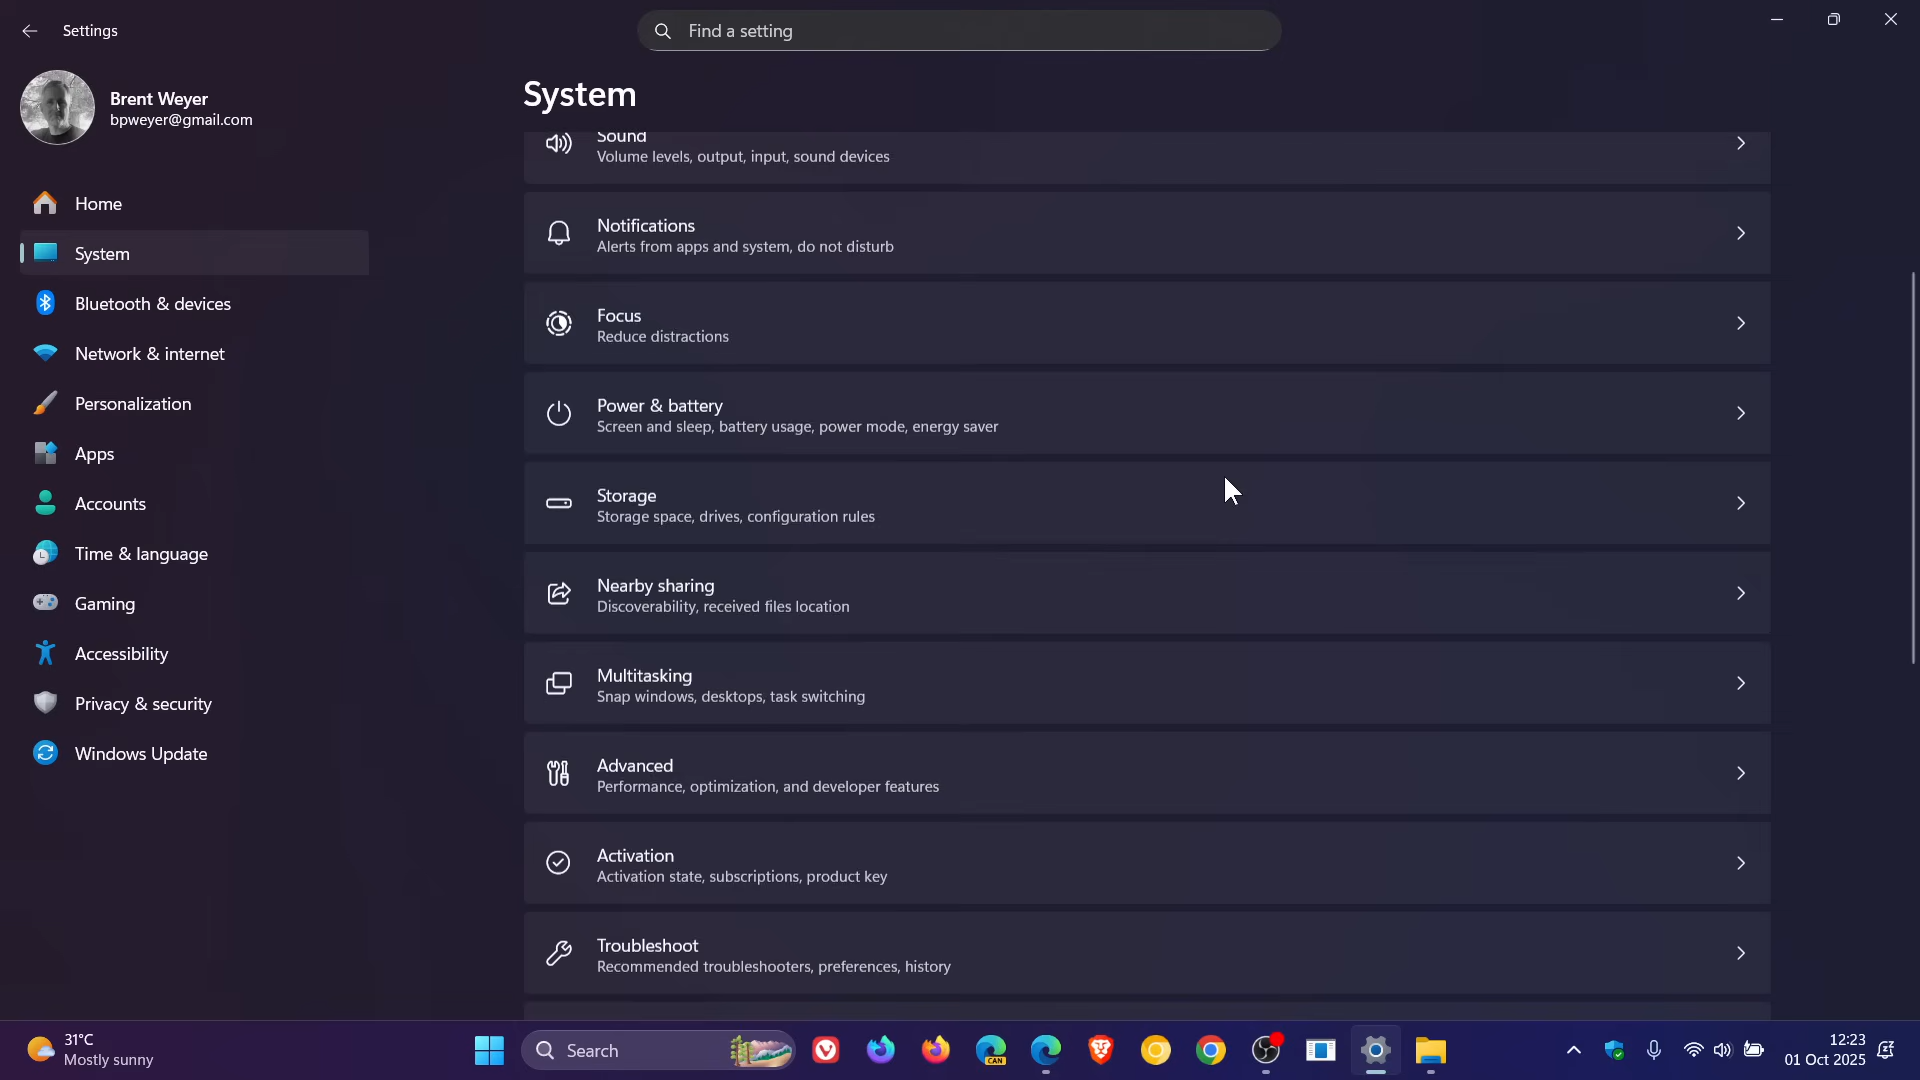 Settings
Find a setting
Brent Weyer
bpweyer@gmail.com
Home
System
Bluetooth & devices
Network & internet
Personalization
Apps
Accounts
Time & language
Gaming
Accessibility
Privacy & security
Windows Update
System
Sound
Volume levels, output, input, sound devices
Notifications
Alerts from apps and system, do not disturb
Focus
Reduce distractions
Power & battery
Screen and sleep, battery usage, power mode, energy saver
Storage
Storage space, drives, configuration rules
Nearby sharing
Discoverability, received files location
Multitasking
Snap windows, desktops, task switching
Advanced
Performance, optimization, and developer features
Activation
Activation state, subscriptions, product key
Troubleshoot
Recommended troubleshooters, preferences, history
31°C
Mostly sunny
Search
CAN
12:23
01 Oct 2025